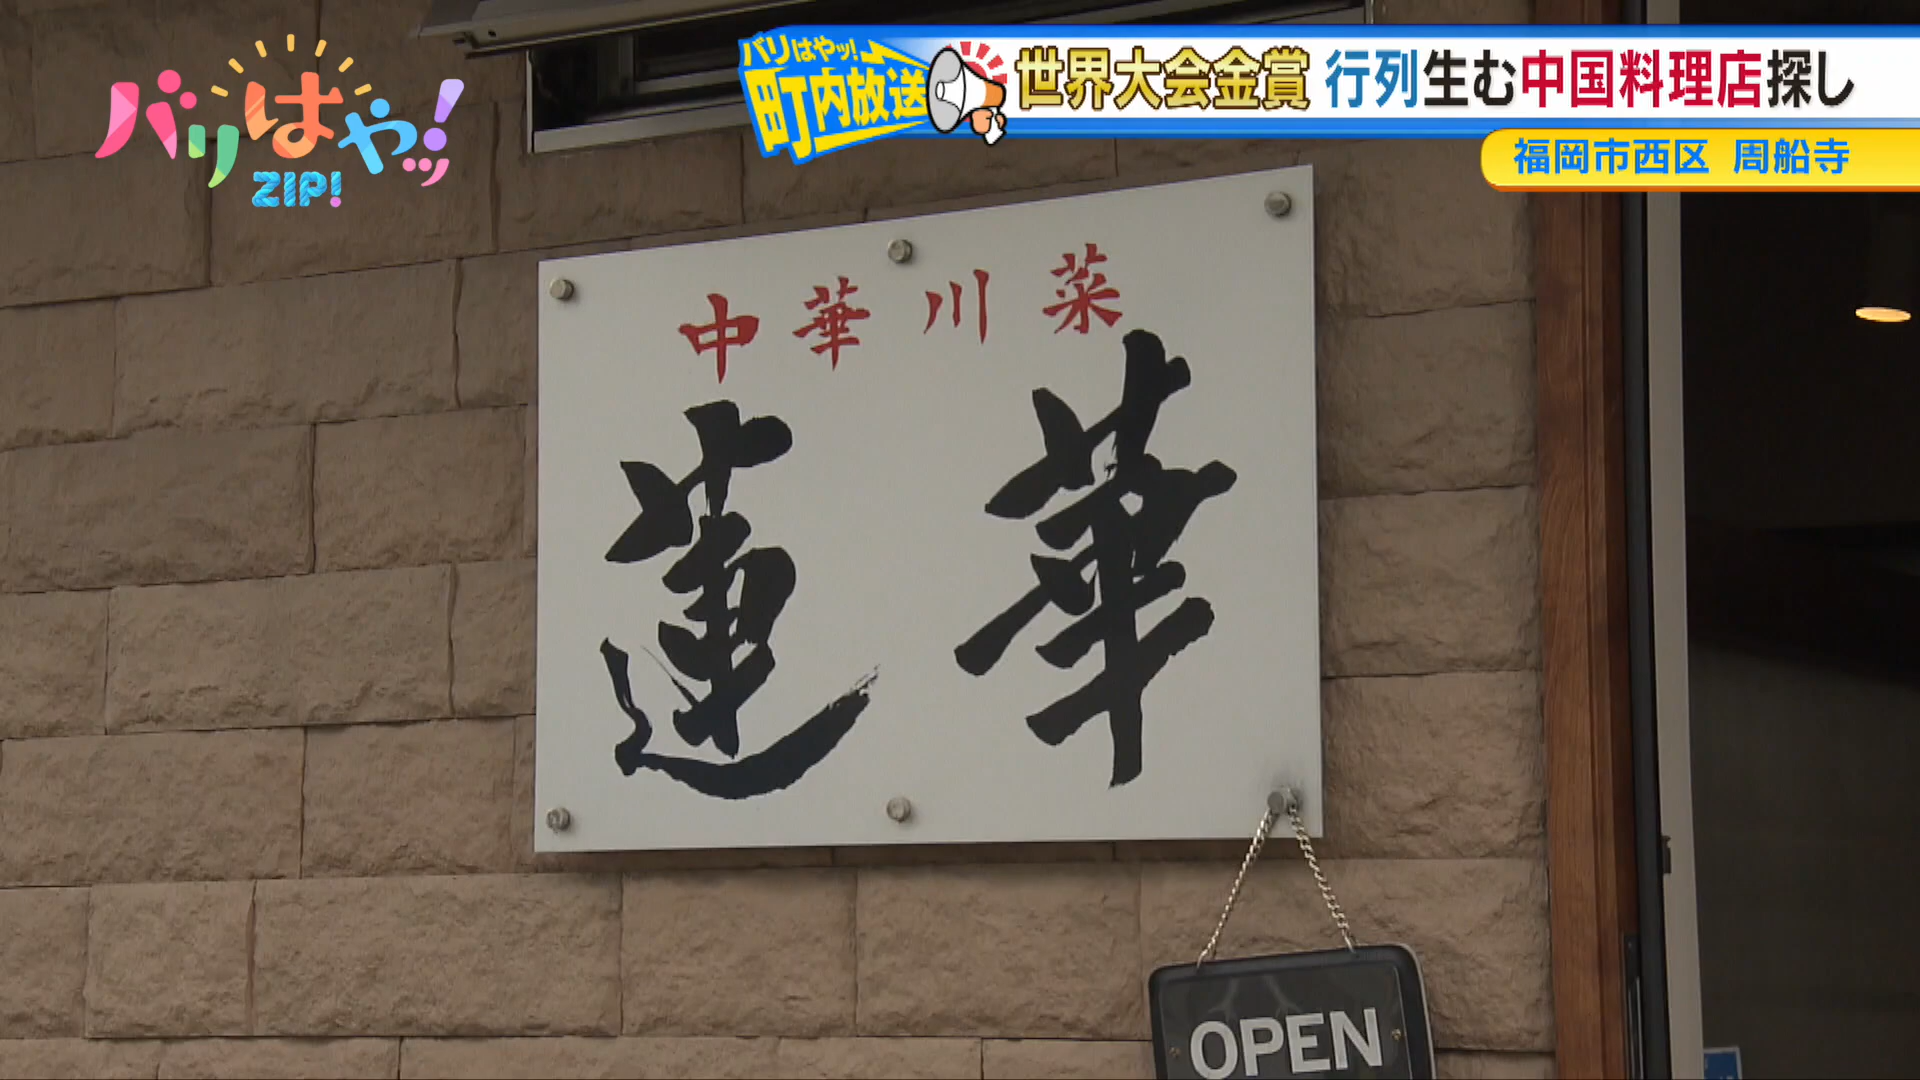 バリはやッ!
ZIP!
バリはやッ!
町内放送
世界大会金賞 行列生む中国料理店探し
福岡市西区 周船寺
中華川菜
蓮華
OPEN